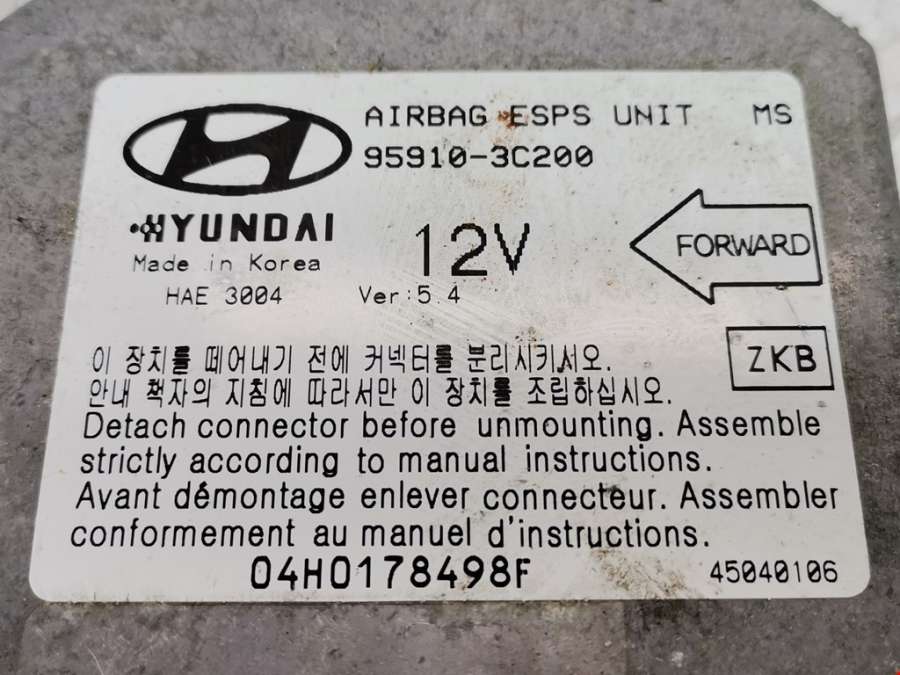 AIRBAG ESPS UNIT MS
95910-3C200
HYUNDAI
12V
FORWARD
Made in Korea
HAE 3004 Ver:5.4
ZKB
이 장치를 떼어내기 전에 커넥터를 분리시키시오.
안내 책자의 지침에 따라서만 이 장치를 조립하십시오.
Detach connector before unmounting. Assemble
strictly according to manual instructions.
Avant démontage enlever connecteur. Assembler
conformement au manuel d'instructions.
04H0178498F 45040106